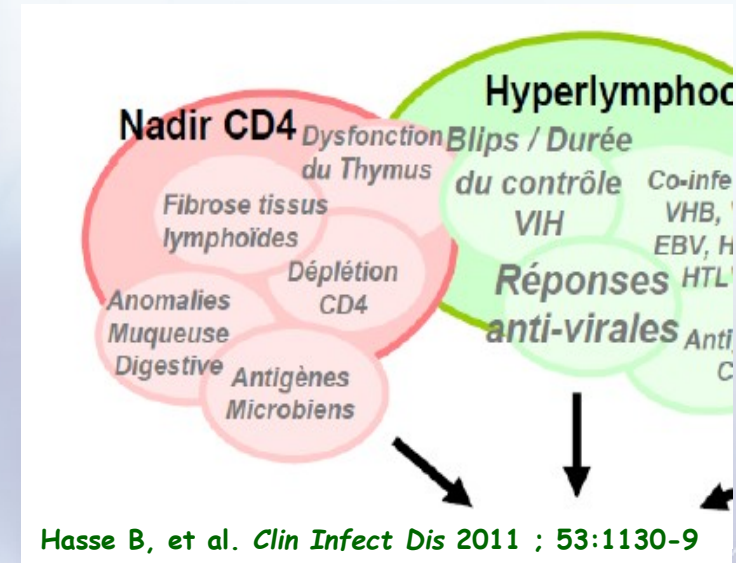 Nadir CD4
Dysfonction
du Thymus
Fibrose tissus
lymphoïdes
Déplétion
CD4
Anomalies
Muqueuse
Digestive
Antigènes
Microbiens
Hyperlymphoc
Blips / Durée
du contrôle
VIH
Co-infe
VHB,
EBV, H
HTL
Réponses
anti-virales
Anti
C
Hasse B, et al. Clin Infect Dis 2011 ; 53:1130-9